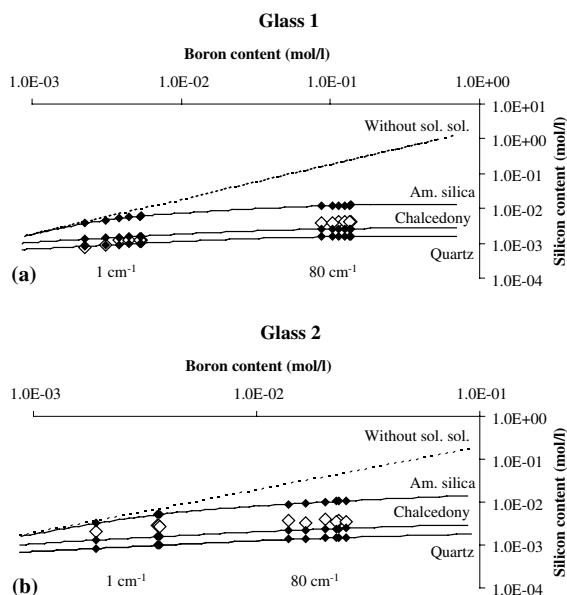 Glass 1
Boron content (mol/l)
1.0E-03 1.0E-02 1.0E-01 1.0E+00
1.0E+01
Without sol. sol.
1.0E+00
1.0E-01
Am. silica
1.0E-02
Chalcedony
1.0E-03
Quartz
1.0E-04
Silicon content (mol/l)
(a) 1 cm-1 80 cm-1
Glass 2
Boron content (mol/l)
1.0E-03 1.0E-02 1.0E-01
1.0E+00
Without sol. sol.
1.0E-01
Am. silica
1.0E-02
Chalcedony
1.0E-03
Quartz
1.0E-04
Silicon content (mol/l)
(b) 1 cm-1 80 cm-1